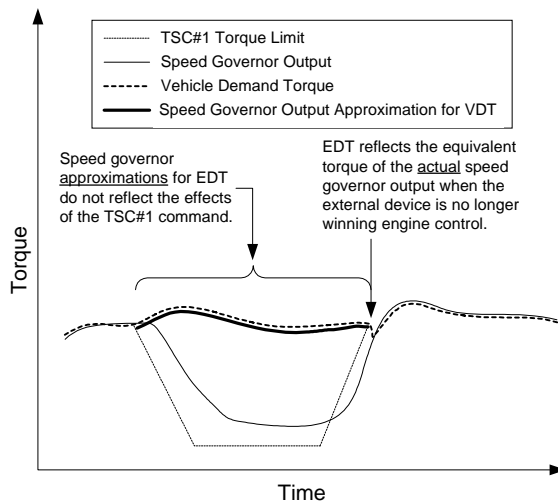 TSC#1 Torque Limit
Speed Governor Output
Vehicle Demand Torque
Speed Governor Output Approximation for VDT
Speed governor
approximations for EDT
do not reflect the effects
of the TSC#1 command.
EDT reflects the equivalent
torque of the actual speed
governor output when the
external device is no longer
winning engine control.
Torque
Time